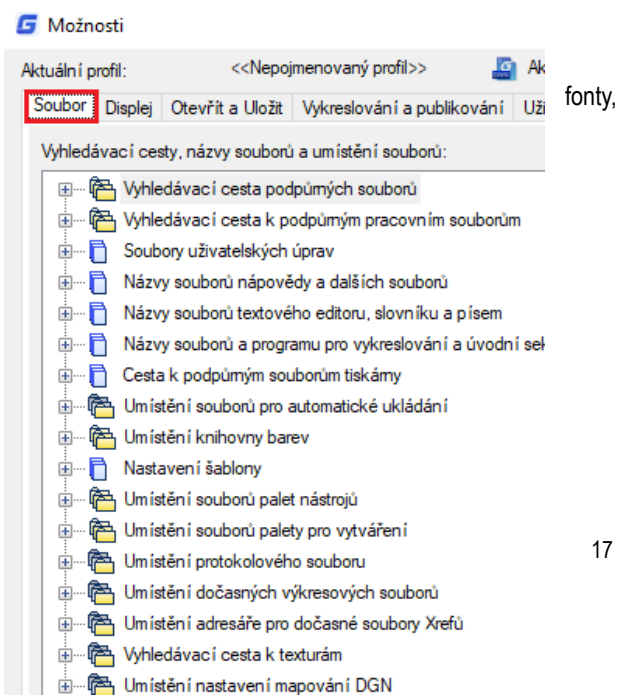 Možnosti
Aktuální profil: <<Nepojmenovaný profil>> Ak
Soubor Displej Otevřít a Uložit Vykreslování a publikování Uži
fonty,
Vyhledávací cesty, názvy souborů a umístění souborů:
Vyhledávací cesta podpůrných souborů
Vyhledávací cesta k podpůrným pracovním souborům
Soubory uživatelských úprav
Názvy souborů nápovědy a dalších souborů
Názvy souborů textového editoru, slovníku a písem
Názvy souborů a programu pro vykreslování a úvodní sek
Cesta k podpůrným souborům tiskárny
Umístění souborů pro automatické ukládání
Umístění knihovny barev
Nastavení šablony
Umístění souborů palet nástrojů
Umístění souborů palety pro vytváření
17
Umístění protokolového souboru
Umístění dočasných výkresových souborů
Umístění adresáře pro dočasné soubory Xrefů
Vyhledávací cesta k texturám
Umístění nastavení mapování DGN